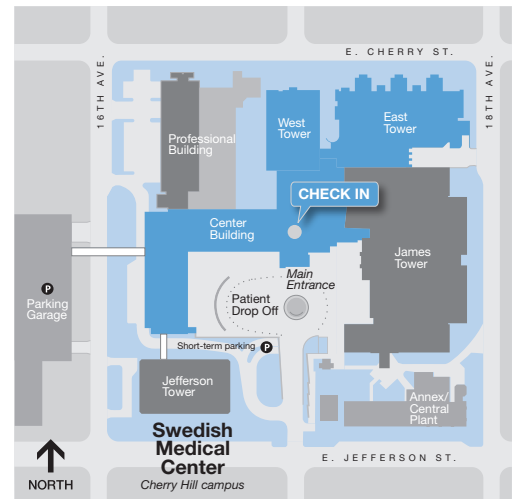 E. CHERRY ST.
16TH AVE.
18TH AVE.
West
Tower
East
Tower
Professional
Building
CHECK IN
Center
Building
James
Tower
Main
Entrance
P
Parking
Garage
Patient
Drop Off
Short-term parking P
Jefferson
Tower
Annex/
Central
Plant
Swedish
Medical
Center
Cherry Hill campus
E. JEFFERSON ST.
NORTH